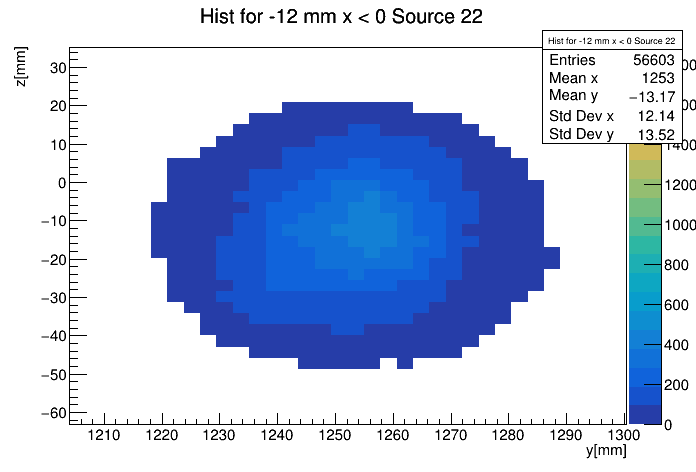 Hist for -12 mm x < 0 Source 22
Hist for -12 mm x < 0 Source 22
Entries 56603
Mean x 1253
Mean y −13.17
Std Dev x 12.14
Std Dev y 13.52
z[mm]
30
20
10
0
−10
−20
−30
−40
−50
−60
1210 1220 1230 1240 1250 1260 1270 1280 1290 1300
y[mm]
1400
1200
1000
800
600
400
200
0